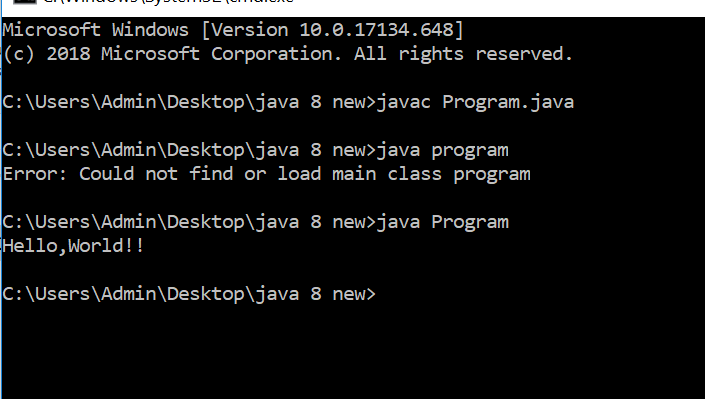 Microsoft Windows [Version 10.0.17134.648]
(c) 2018 Microsoft Corporation. All rights reserved.
C:\Users\Admin\Desktop\java 8 new>javac Program.java
C:\Users\Admin\Desktop\java 8 new>java program
Error: Could not find or load main class program
C:\Users\Admin\Desktop\java 8 new>java Program
Hello,World!!
C:\Users\Admin\Desktop\java 8 new>